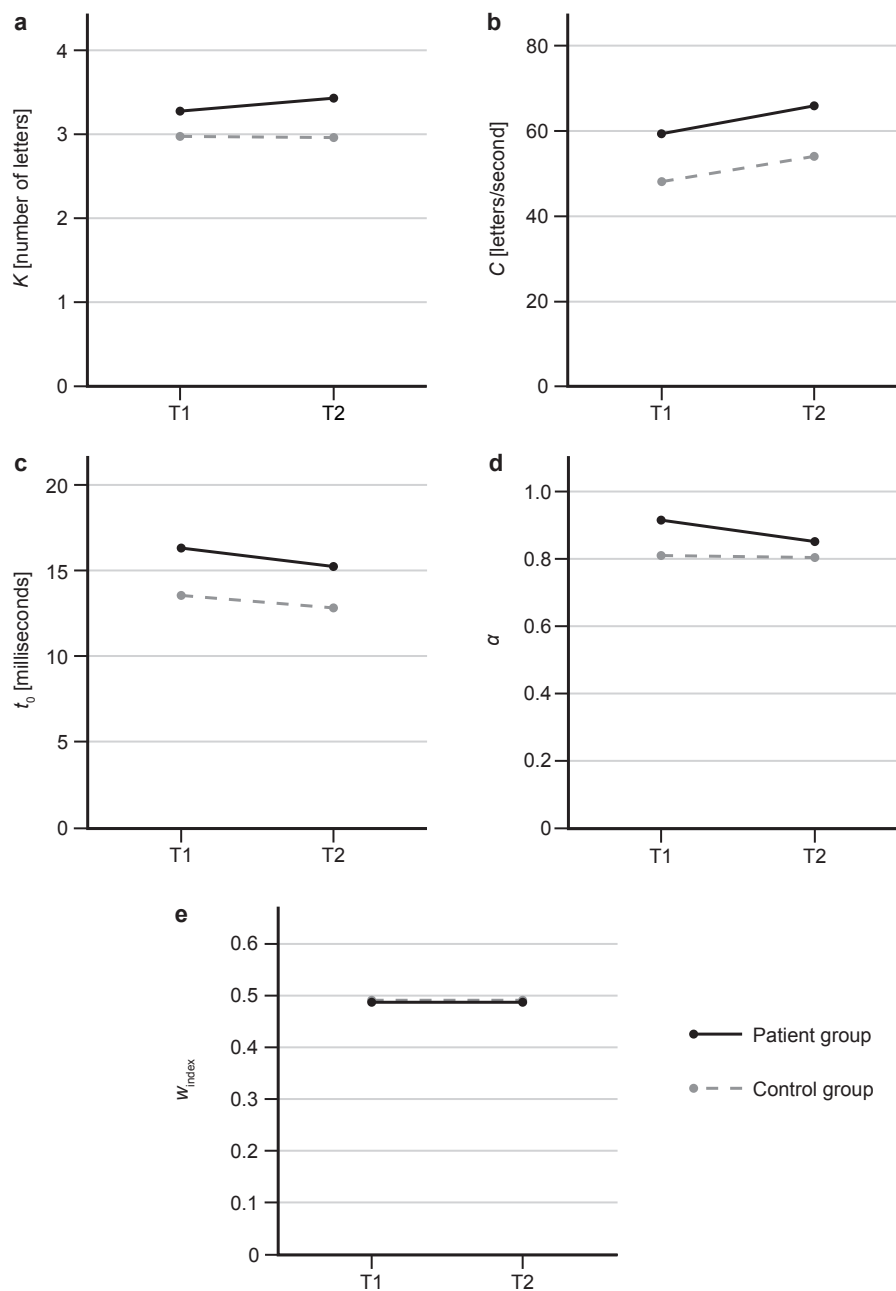 a
K [number of letters]
4
3
2
1
0
T1 T2
b
C [letters/second]
80
60
40
20
0
T1 T2
c
t0 [milliseconds]
20
15
10
5
0
T1 T2
d
α
1.0
0.8
0.6
0.4
0.2
0
T1 T2
e
windex
0.6
0.5
0.4
0.3
0.2
0.1
0
T1 T2
Patient group
Control group